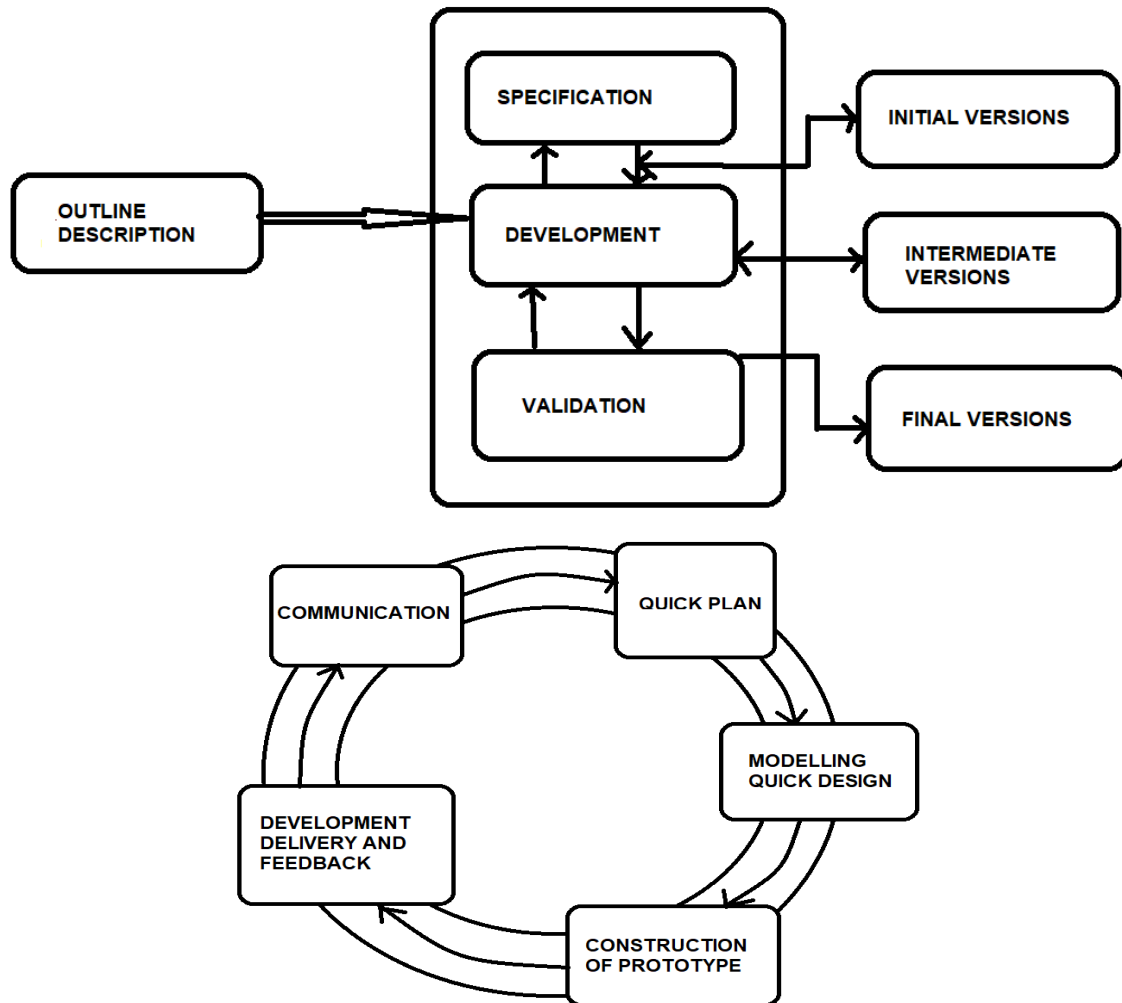 SPECIFICATION
INITIAL VERSIONS
OUTLINE
DESCRIPTION
DEVELOPMENT
INTERMEDIATE
VERSIONS
VALIDATION
FINAL VERSIONS
COMMUNICATION
QUICK PLAN
MODELLING
QUICK DESIGN
DEVELOPMENT
DELIVERY AND
FEEDBACK
CONSTRUCTION
OF PROTOTYPE